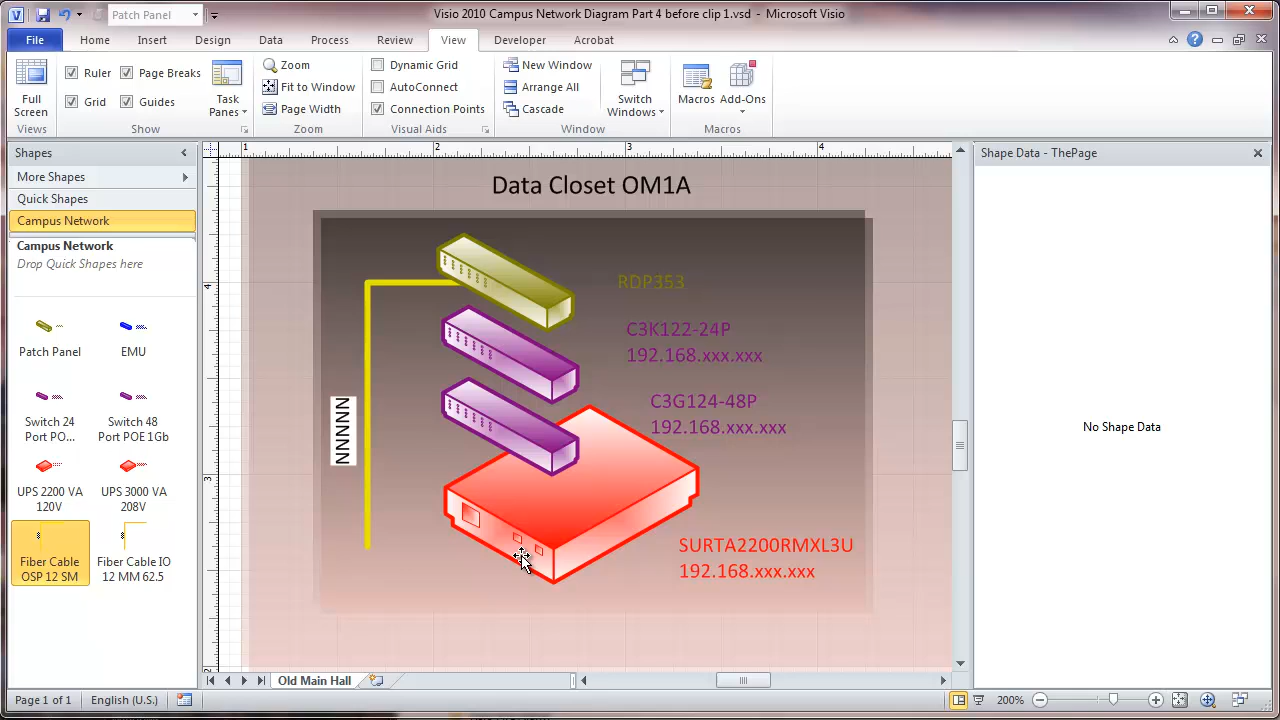 Patch Panel
Visio 2010 Campus Network Diagram Part 4 before clip 1.vsd - Microsoft Visio
File Home Insert Design Data Process Review View Developer Acrobat
Full Screen
Views
Ruler
Page Breaks
Grid
Guides
Task Panes
Show
Zoom
Fit to Window
Page Width
Zoom
Dynamic Grid
AutoConnect
Connection Points
Visual Aids
New Window
Arrange All
Cascade
Switch Windows
Window
Macros
Add-Ons
Macros
Shapes
More Shapes
Quick Shapes
Campus Network
Campus Network
Drop Quick Shapes here
Patch Panel
EMU
Switch 24
Port PO...
Switch 48
Port POE 1Gb
UPS 2200 VA
120V
UPS 3000 VA
208V
Fiber Cable
OSP 12 SM
Fiber Cable IO
12 MM 62.5
1 2 3 4
4
3
Data Closet OM1A
RDP353
C3K122-24P
192.168.xxx.xxx
C3G124-48P
192.168.xxx.xxx
NNNNN
SURTA2200RMXL3U
192.168.xxx.xxx
Shape Data - ThePage
No Shape Data
Old Main Hall
Page 1 of 1
English (U.S.)
200%